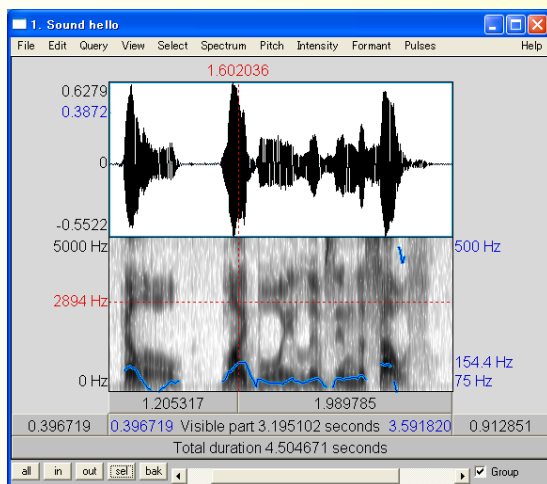 1. Sound hello
File Edit Query View Select Spectrum Pitch Intensity Formant Pulses Help
1.602036
0.6279
0.3872
0
-0.5522
5000 Hz 500 Hz
2894 Hz
154.4 Hz
0 Hz 75 Hz
1.205317 1.989785
0.396719 0.396719 Visible part 3.195102 seconds 3.591820 0.912851
Total duration 4.504671 seconds
all in out sel bak Group